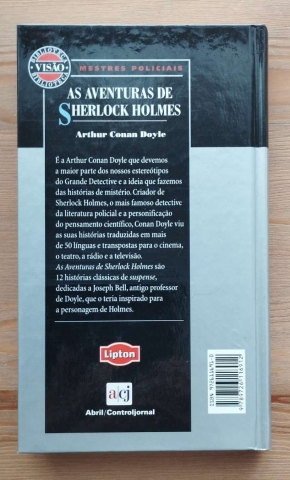 BIBLIOTECA
VISÃO
BIBLIOTECA
MESTRES POLICIAIS
AS AVENTURAS DE
SHERLOCK HOLMES
Arthur Conan Doyle
É a Arthur Conan Doyle que devemos
a maior parte dos nossos estereótipos
do Grande Detective e a ideia que fazemos
das histórias de mistério. Criador de
Sherlock Holmes, o mais famoso detective
da literatura policial e a personificação
do pensamento científico, Conan Doyle viu
as suas histórias traduzidas em mais
de 50 línguas e transpostas para o cinema,
o teatro, a rádio e a televisão.
As Aventuras de Sherlock Holmes são
12 histórias clássicas de suspense,
dedicadas a Joseph Bell, antigo professor
de Doyle, que o teria inspirado para
a personagem de Holmes.
Lipton
a/cj
Abril/Controljornal